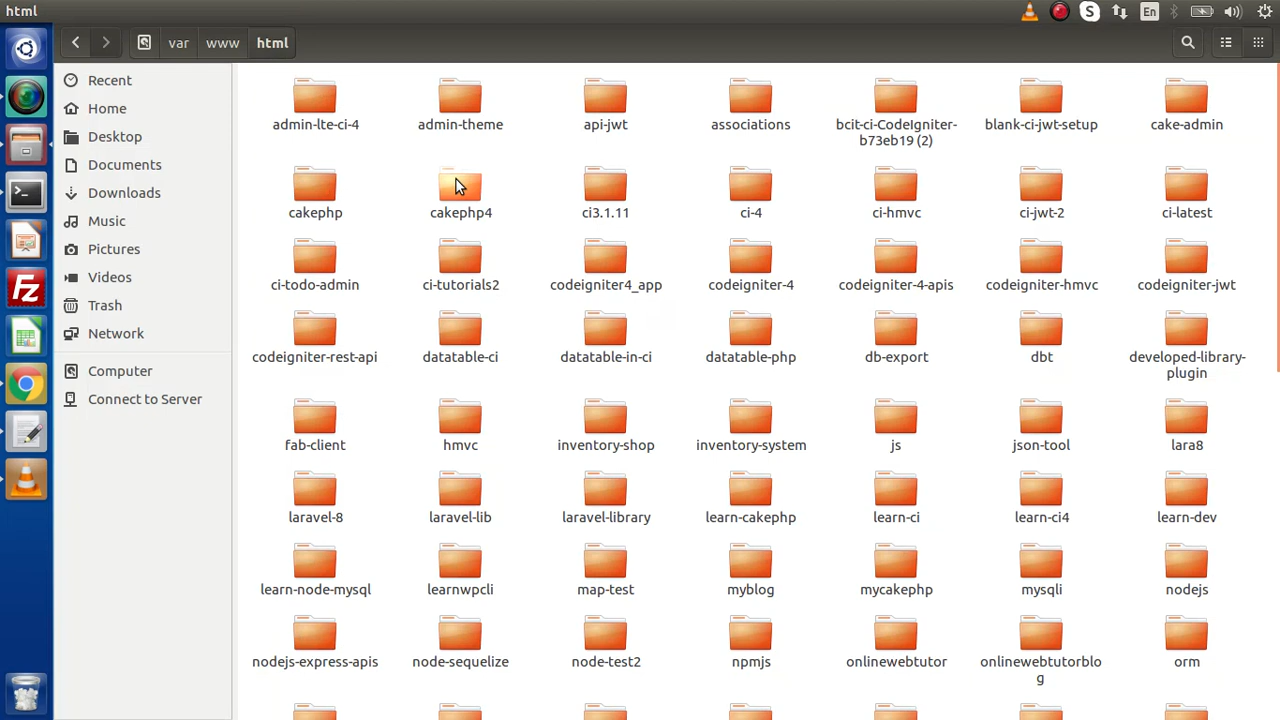 html
En
var
www
html
Recent
Home
Desktop
Documents
Downloads
Music
Pictures
Videos
Trash
Network
Computer
Connect to Server
admin-lte-ci-4
admin-theme
api-jwt
associations
bcit-ci-CodeIgniter-
b73eb19 (2)
blank-ci-jwt-setup
cake-admin
cakephp
cakephp4
ci3.1.11
ci-4
ci-hmvc
ci-jwt-2
ci-latest
ci-todo-admin
ci-tutorials2
codeigniter4_app
codeigniter-4
codeigniter-4-apis
codeigniter-hmvc
codeigniter-jwt
codeigniter-rest-api
datatable-ci
datatable-in-ci
datatable-php
db-export
dbt
developed-library-
plugin
fab-client
hmvc
inventory-shop
inventory-system
js
json-tool
lara8
laravel-8
laravel-lib
laravel-library
learn-cakephp
learn-ci
learn-ci4
learn-dev
learn-node-mysql
learnwpcli
map-test
myblog
mycakephp
mysqli
nodejs
nodejs-express-apis
node-sequelize
node-test2
npmjs
onlinewebtutor
onlinewebtutorblo
g
orm